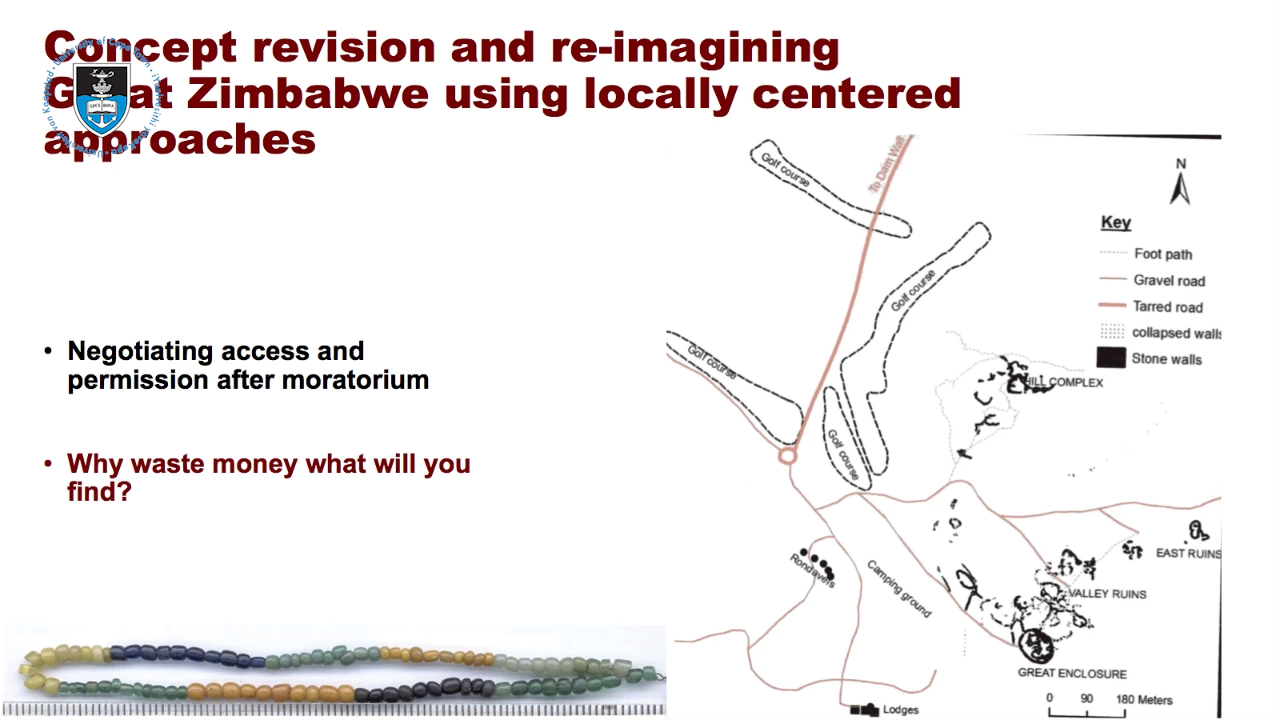 Concept revision and re-imagining
Great Zimbabwe using locally centered
approaches
SPES BONA
• Negotiating access and
permission after moratorium
• Why waste money what will you
find?
Golf course
To Dam Wall
N
Key
Foot path
Gravel road
Tarred road
collapsed walls
Stone walls
Golf course
Golf course
HILL COMPLEX
Golf course
EAST RUINS
Rondavels
Camping ground
VALLEY RUINS
GREAT ENCLOSURE
0 90 180 Meters
Lodges